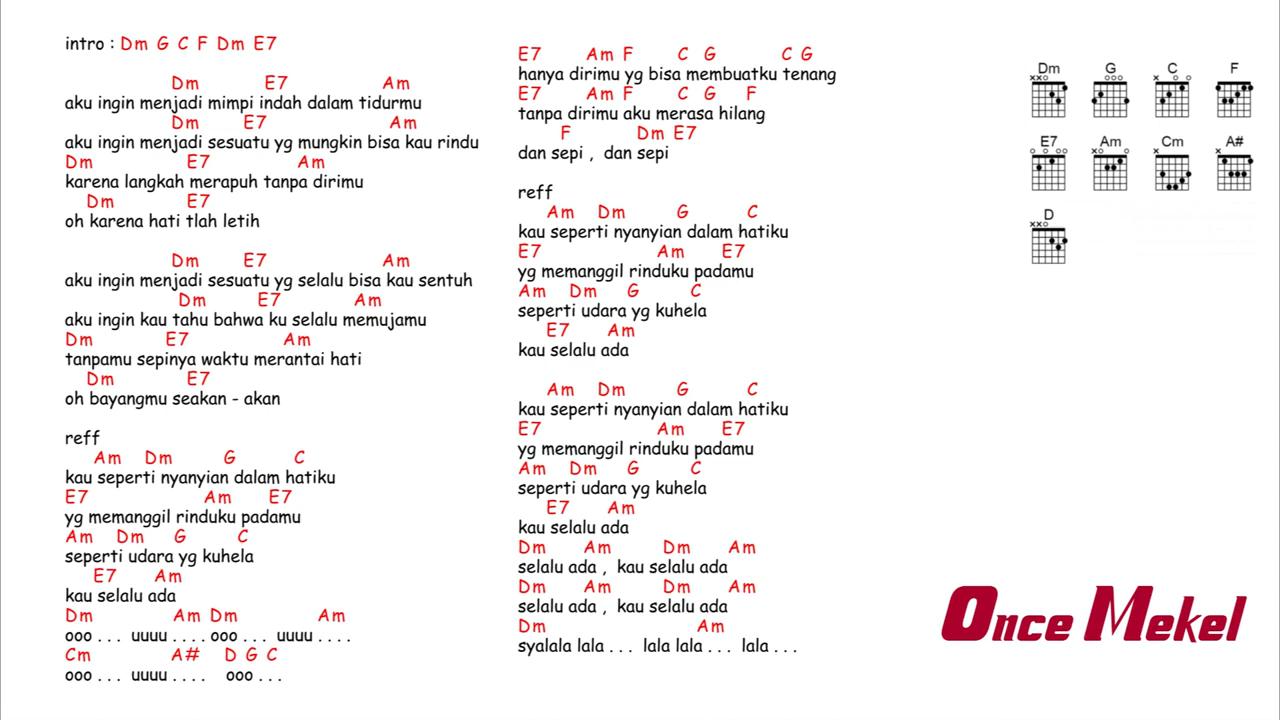 intro : Dm G C F Dm E7
Dm E7 Am
aku ingin menjadi mimpi indah dalam tidurmu
Dm E7 Am
aku ingin menjadi sesuatu yg mungkin bisa kau rindu
Dm E7 Am
karena langkah merapuh tanpa dirimu
Dm E7
oh karena hati tlah letih
Dm E7 Am
aku ingin menjadi sesuatu yg selalu bisa kau sentuh
Dm E7 Am
aku ingin kau tahu bahwa ku selalu memujamu
Dm E7 Am
tanpamu sepinya waktu merantai hati
Dm E7
oh bayangmu seakan - akan
reff
Am Dm G C
kau seperti nyanyian dalam hatiku
E7 Am E7
yg memanggil rinduku padamu
Am Dm G C
seperti udara yg kuhela
E7 Am
kau selalu ada
Dm Am Dm Am
ooo . . . uuuu . . . . ooo . . . uuuu . . . .
Cm A# D G C
ooo . . . uuuu . . . . ooo . . .
E7 Am F C G C G
hanya dirimu yg bisa membuatku tenang
E7 Am F C G F
tanpa dirimu aku merasa hilang
F Dm E7
dan sepi , dan sepi
reff
Am Dm G C
kau seperti nyanyian dalam hatiku
E7 Am E7
yg memanggil rinduku padamu
Am Dm G C
seperti udara yg kuhela
E7 Am
kau selalu ada
Am Dm G C
kau seperti nyanyian dalam hatiku
E7 Am E7
yg memanggil rinduku padamu
Am Dm G C
seperti udara yg kuhela
E7 Am
kau selalu ada
Dm Am Dm Am
selalu ada , kau selalu ada
Dm Am Dm Am
selalu ada , kau selalu ada
Dm Am
syalala lala . . . lala lala . . . lala . . .
Dm G C F
E7 Am Cm A#
D
Once Mekel